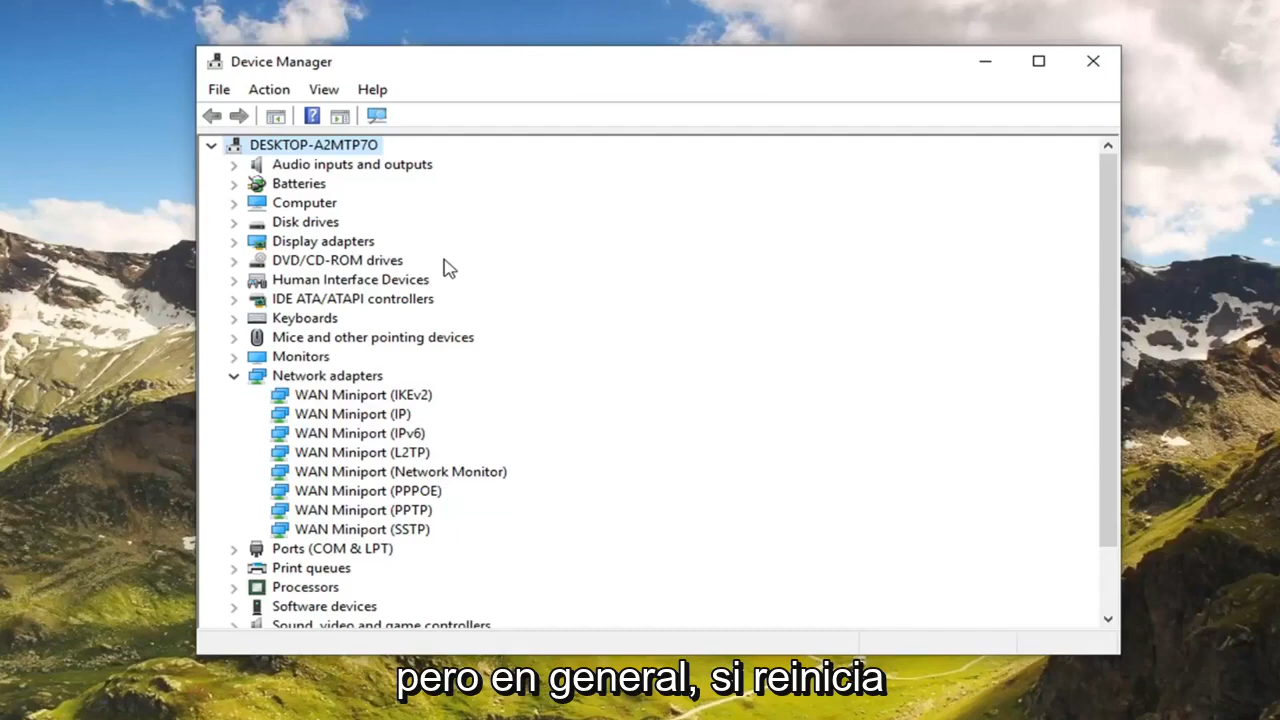 Device Manager
File Action View Help
DESKTOP-A2MTP7O
Audio inputs and outputs
Batteries
Computer
Disk drives
Display adapters
DVD/CD-ROM drives
Human Interface Devices
IDE ATA/ATAPI controllers
Keyboards
Mice and other pointing devices
Monitors
Network adapters
WAN Miniport (IKEv2)
WAN Miniport (IP)
WAN Miniport (IPv6)
WAN Miniport (L2TP)
WAN Miniport (Network Monitor)
WAN Miniport (PPPOE)
WAN Miniport (PPTP)
WAN Miniport (SSTP)
Ports (COM & LPT)
Print queues
Processors
Software devices
Sound, video and game controllers
pero en general, si reinicia